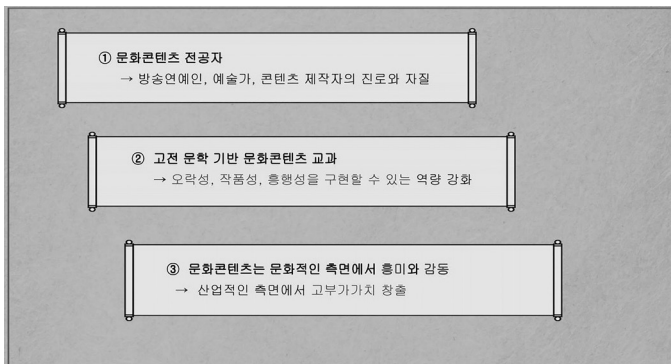 ① 문화콘텐츠 전공자
→ 방송연예인, 예술가, 콘텐츠 제작자의 진로와 자질
② 고전 문학 기반 문화콘텐츠 교과
→ 오락성, 작품성, 흥행성을 구현할 수 있는 역량 강화
③ 문화콘텐츠는 문화적인 측면에서 흥미와 감동
→ 산업적인 측면에서 고부가가치 창출